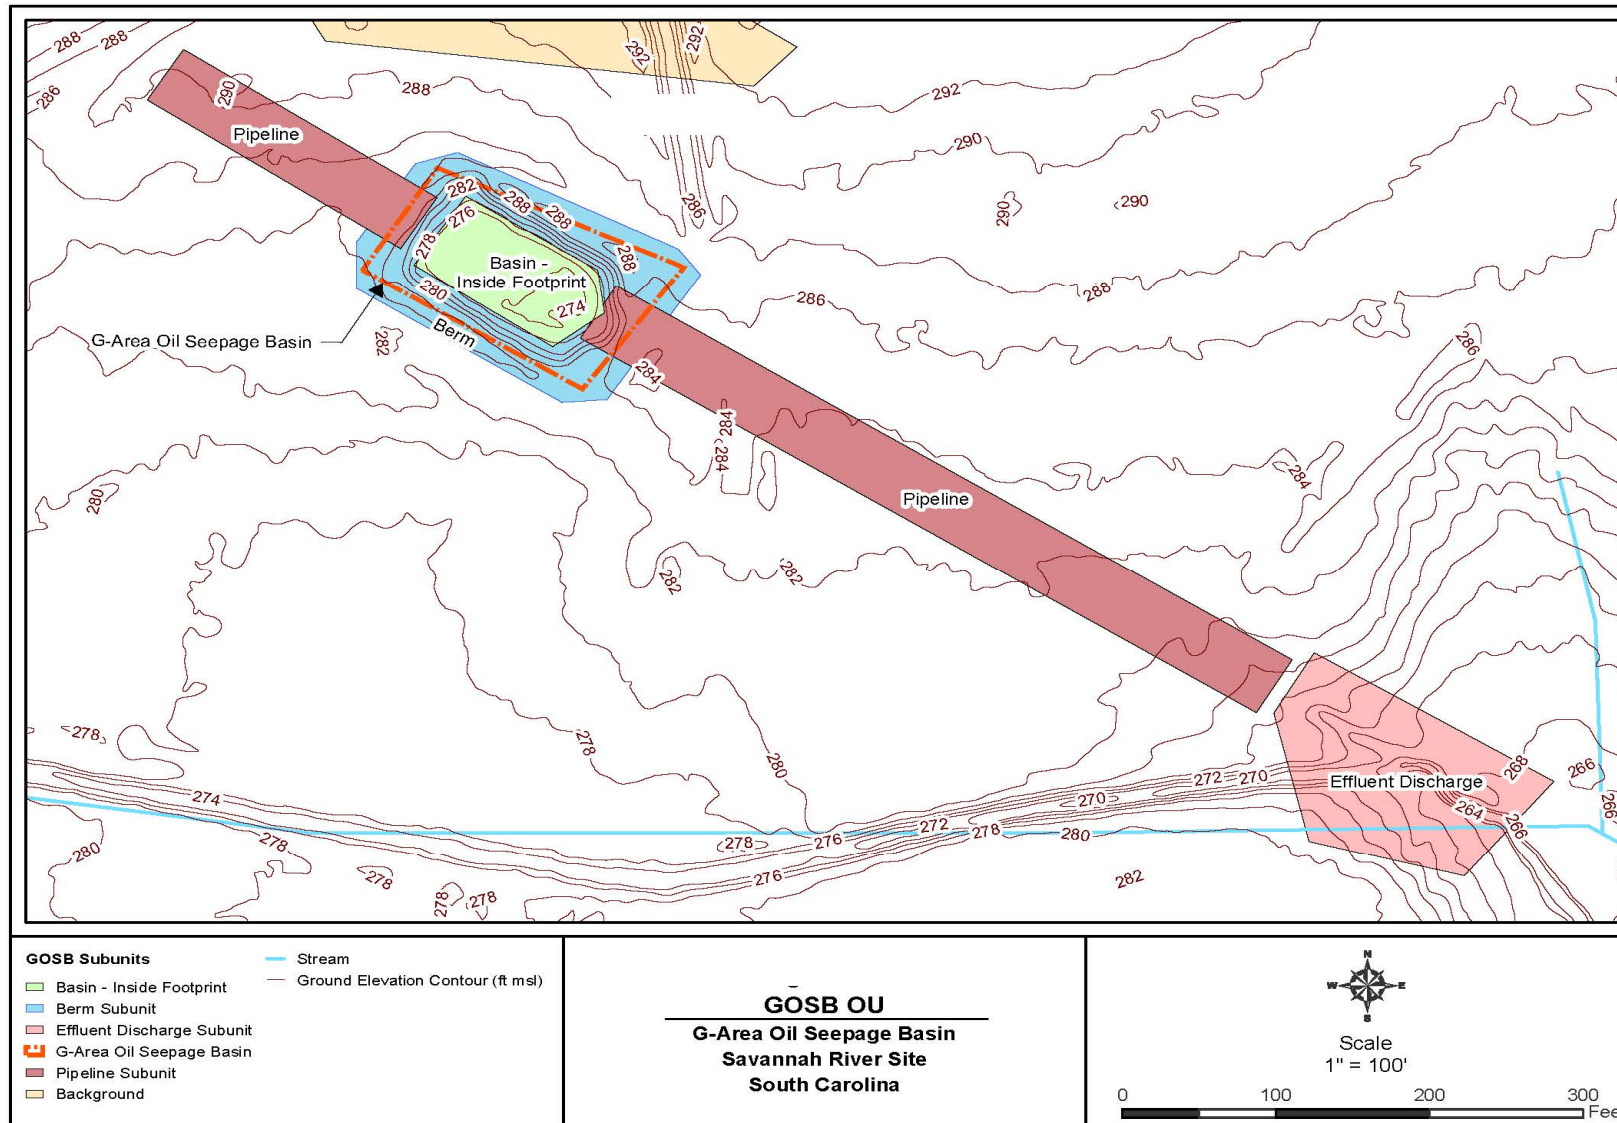 288
288
286
290
288
292
292
292
290
290
290
288
286
286
Pipeline
282
276
278
288
288
288
Basin -
Inside Footprint
280
274
Berm
G-Area Oil Seepage Basin
282
284
284
284
286
284
280
282
282
Pipeline
278
278
280
274
278
280
278
278
278
278
276
276
272
278
280
282
270
272
270
Effluent Discharge
268
266
264
266
266
GOSB Subunits
Basin - Inside Footprint
Berm Subunit
Effluent Discharge Subunit
G-Area Oil Seepage Basin
Pipeline Subunit
Background
Stream
Ground Elevation Contour (ft msl)
GOSB OU
G-Area Oil Seepage Basin
Savannah River Site
South Carolina
N
W E
S
Scale
1" = 100'
0 100 200 300
Fee